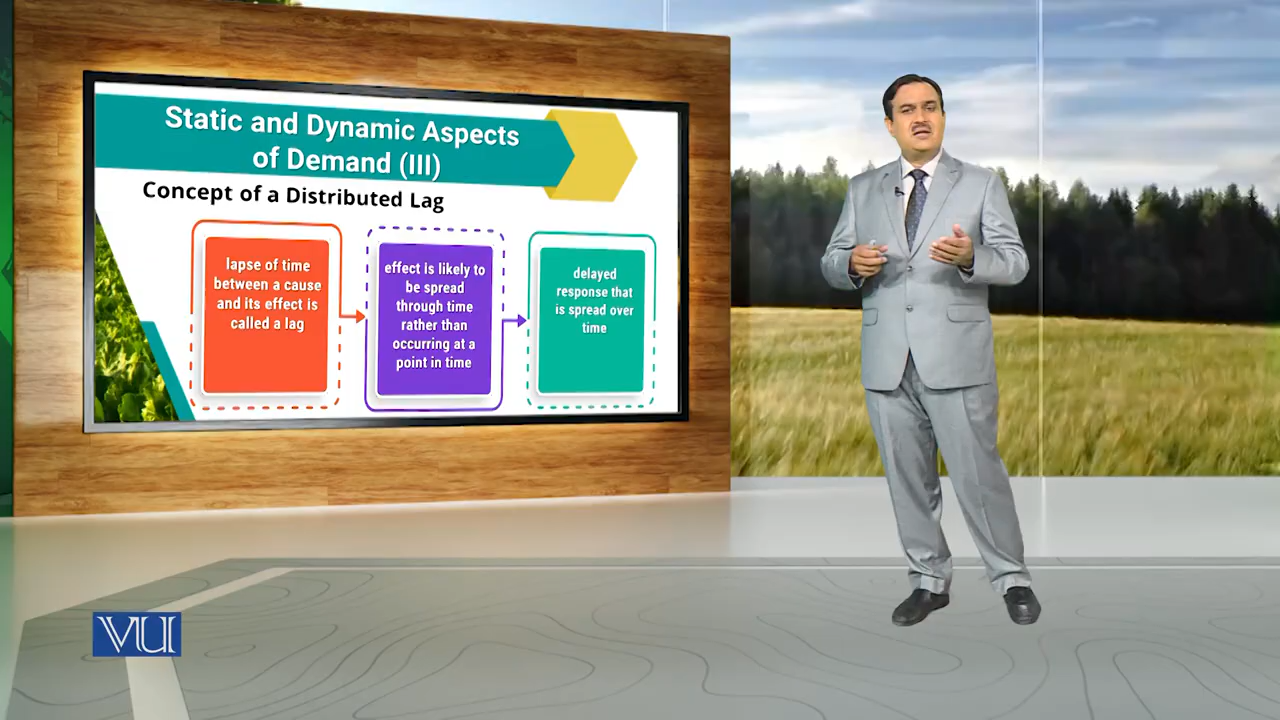 Static and Dynamic Aspects
of Demand (III)
Concept of a Distributed Lag
lapse of time
between a cause
and its effect is
called a lag
effect is likely to
be spread
through time
rather than
occurring at a
point in time
delayed
response that
is spread over
time
VU